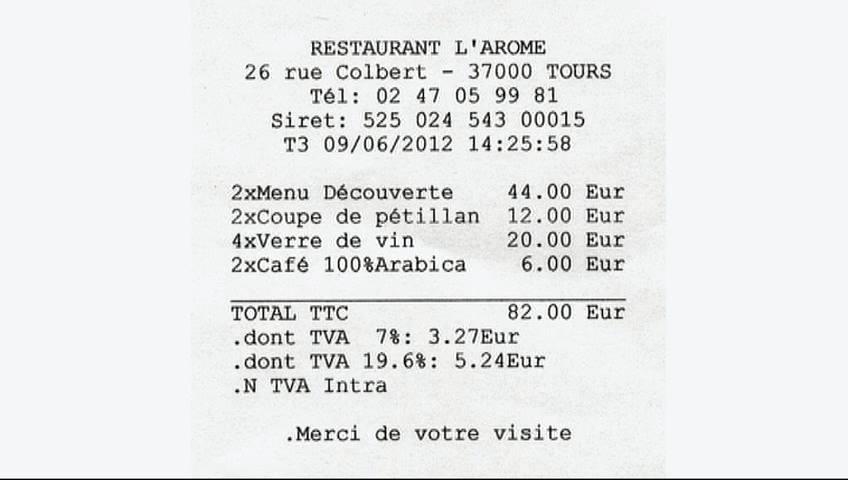 RESTAURANT L'AROME
26 rue Colbert - 37000 TOURS
Tél: 02 47 05 99 81
Siret: 525 024 543 00015
T3 09/06/2012 14:25:58
2xMenu Découverte 44.00 Eur
2xCoupe de pétillan 12.00 Eur
4xVerre de vin 20.00 Eur
2xCafé 100%Arabica 6.00 Eur
TOTAL TTC 82.00 Eur
.dont TVA 7%: 3.27Eur
.dont TVA 19.6%: 5.24Eur
.N TVA Intra
.Merci de votre visite